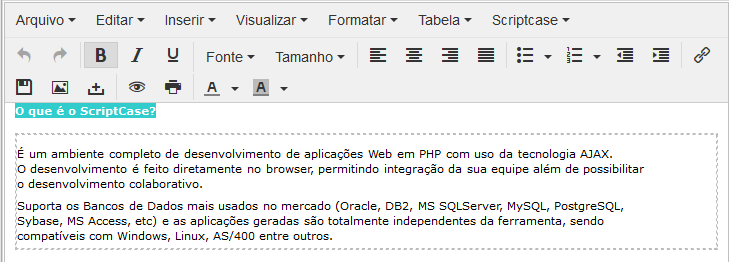 Arquivo Editar Inserir Visualizar Formatar Tabela Scriptcase
B I U Fonte Tamanho
A A
O que é o ScriptCase?
É um ambiente completo de desenvolvimento de aplicações Web em PHP com uso da tecnologia AJAX.
O desenvolvimento é feito diretamente no browser, permitindo integração da sua equipe além de possibilitar
o desenvolvimento colaborativo.
Suporta os Bancos de Dados mais usados no mercado (Oracle, DB2, MS SQLServer, MySQL, PostgreSQL,
Sybase, MS Access, etc) e as aplicações geradas são totalmente independentes da ferramenta, sendo
compatíveis com Windows, Linux, AS/400 entre outros.